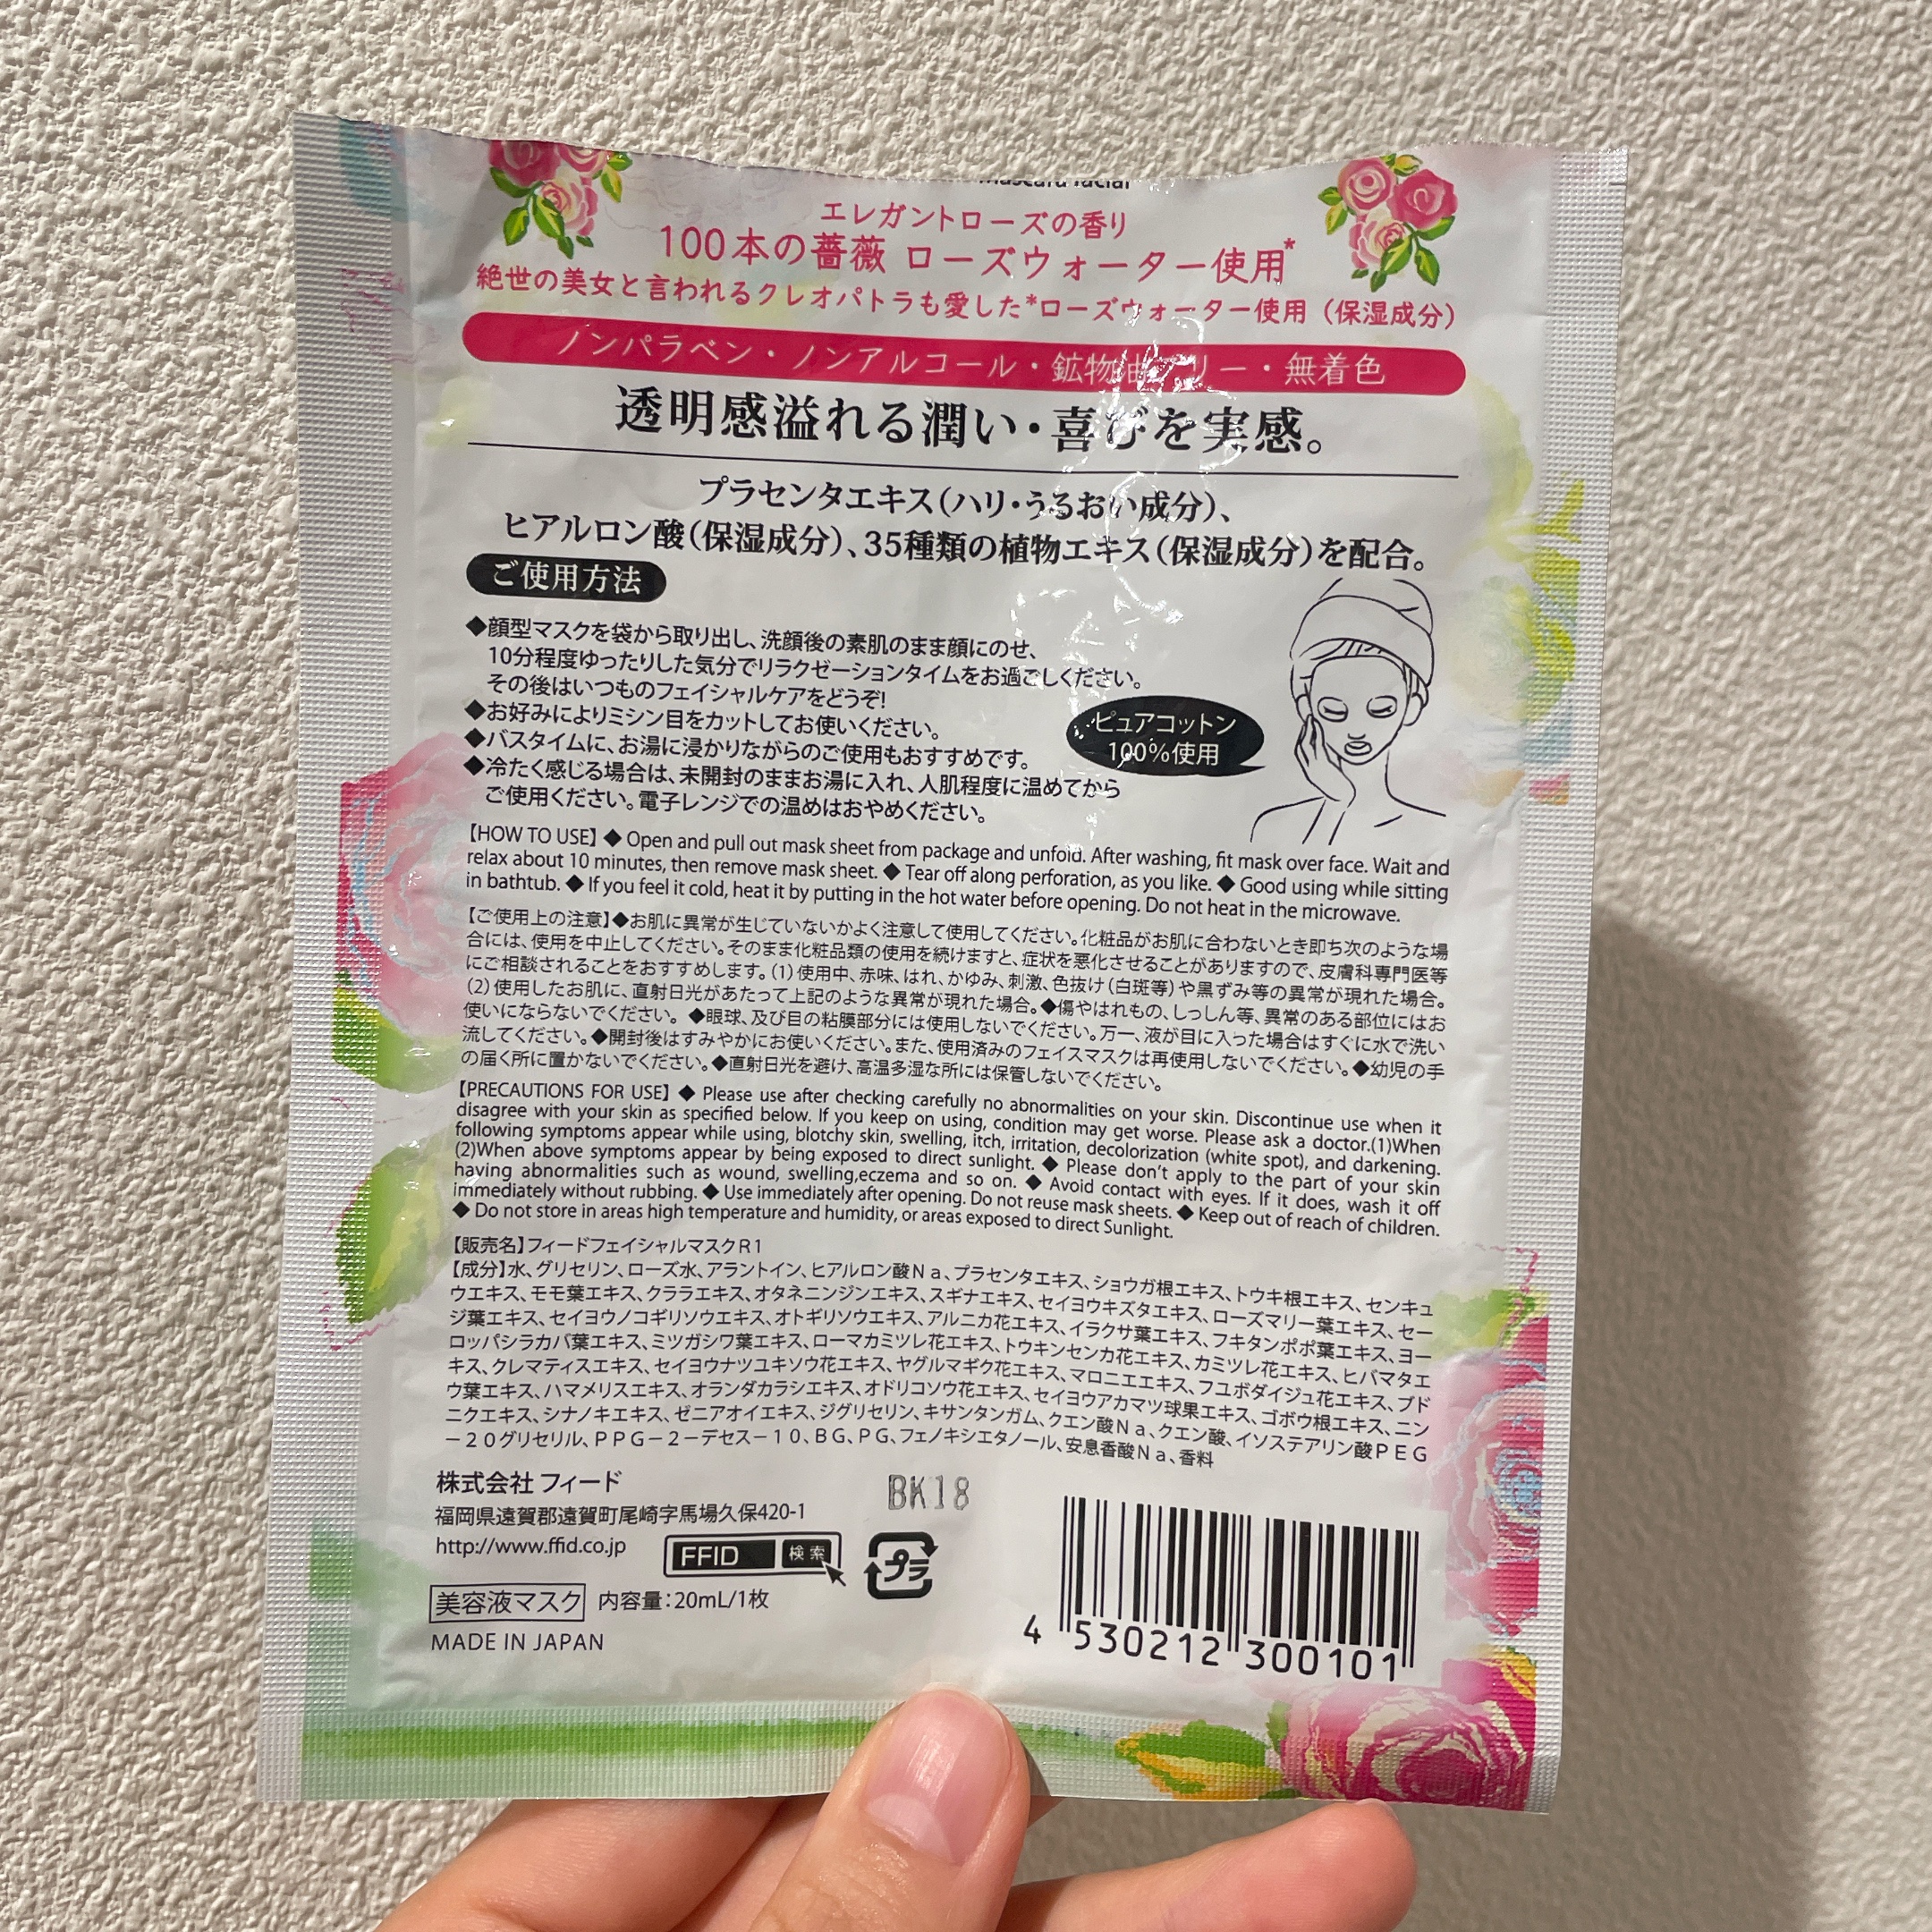 エレガントローズの香り
100本の薔薇 ローズウォーター使用*
絶世の美女と言われるクレオパトラも愛した*ローズウォーター使用(保湿成分)
ノンパラベン・ノンアルコール・鉱物油フリー・無着色
透明感溢れる潤い・喜びを実感。
プラセンタエキス(ハリ・うるおい成分)、
ヒアルロン酸(保湿成分)、35種類の植物エキス(保湿成分)を配合。
ご使用方法
◆顔型マスクを袋から取り出し、洗顔後の素肌のまま顔にのせ、
10分程度ゆったりした気分でリラクゼーションタイムをお過ごしください。
その後はいつものフェイシャルケアをどうぞ!
◆お好みによりミシン目をカットしてお使いください。
◆バスタイムに、お湯に浸かりながらのご使用もおすすめです。
◆冷たく感じる場合は、未開封のままお湯に入れ、人肌程度に温めてから
ご使用ください。電子レンジでの温めはおやめください。
ピュアコットン
100%使用
【HOW TO USE】◆ Open and pull out mask sheet from package and unfold. After washing, fit mask over face. Wait and
relax about 10 minutes, then remove mask sheet. ◆ Tear off along perforation, as you like. ◆ Good using while sitting
in bathtub. ◆ If you feel it cold, heat it by putting in the hot water before opening. Do not heat in the microwave.
【ご使用上の注意】◆お肌に異常が生じていないかよく注意して使用してください。化粧品がお肌に合わないとき即ち次のような場
合には、使用を中止してください。そのまま化粧品類の使用を続けますと、症状を悪化させることがありますので、皮膚科専門医等
にご相談されることをおすすめします。(1)使用中、赤味、はれ、かゆみ、刺激、色抜け(白斑等)や黒ずみ等の異常が現れた場合。
(2)使用したお肌に、直射日光があたって上記のような異常が現れた場合。◆傷やはれもの、しっしん等、異常のある部位にはお
使いにならないでください。 ◆眼球、及び目の粘膜部分には使用しないでください。万一、液が目に入った場合はすぐに水で洗い
流してください。◆開封後はすみやかにお使いください。また、使用済みのフェイスマスクは再使用しないでください。◆幼児の手
の届く所に置かないでください。◆直射日光を避け、高温多湿な所には保管しないでください。
【PRECAUTIONS FOR USE】◆ Please use after checking carefully no abnormalities on your skin. Discontinue use when it
disagree with your skin as specified below. If you keep on using, condition may get worse. Please ask a doctor.(1)When
following symptoms appear while using, blotchy skin, swelling, itch, irritation, decolorization (white spot), and darkening.
(2)When above symptoms appear by being exposed to direct sunlight. ◆ Please don't apply to the part of your skin
having abnormalities such as wound, swelling,eczema and so on. ◆ Avoid contact with eyes. If it does, wash it off
immediately without rubbing. ◆ Use immediately after opening. Do not reuse mask sheets. ◆ Keep out of reach of children.
◆ Do not store in areas high temperature and humidity, or areas exposed to direct Sunlight.
【販売名】フィードフェイシャルマスクR1
【成分】水、グリセリン、ローズ水、アラントイン、ヒアルロン酸Na、プラセンタエキス、ショウガ根エキス、トウキ根エキス、センキュ
ウエキス、モモ葉エキス、クララエキス、オタネニンジンエキス、スギナエキス、セイヨウキズタエキス、ローズマリー葉エキス、セー
ジ葉エキス、セイヨウノコギリソウエキス、オトギリソウエキス、アルニカ花エキス、イラクサ葉エキス、フキタンポポ葉エキス、ヨー
ロッパシラカバ葉エキス、ミツガシワ葉エキス、ローマカミツレ花エキス、トウキンセンカ花エキス、カミツレ花エキス、ヒバマタエ
キス、クレマティスエキス、セイヨウナツユキソウ花エキス、ヤグルマギク花エキス、マロニエエキス、フユボダイジュ花エキス、ブド
ウ葉エキス、ハマメリスエキス、オランダカラシエキス、オドリコソウ花エキス、セイヨウアカマツ球果エキス、ゴボウ根エキス、ニン
ニクエキス、シナノキエキス、ゼニアオイエキス、ジグリセリン、キサンタンガム、クエン酸Na、クエン酸、イソステアリン酸PEG
-20グリセリル、PPG-2-デセス-10、BG、PG、フェノキシエタノール、安息香酸Na、香料
株式会社 フィード
福岡県遠賀郡遠賀町尾崎字馬場久保420-1
http://www.ffid.co.jp
FFID 検索
BK18
プラ
美容液マスク 内容量:20mL/1枚
MADE IN JAPAN
4 530212 300101